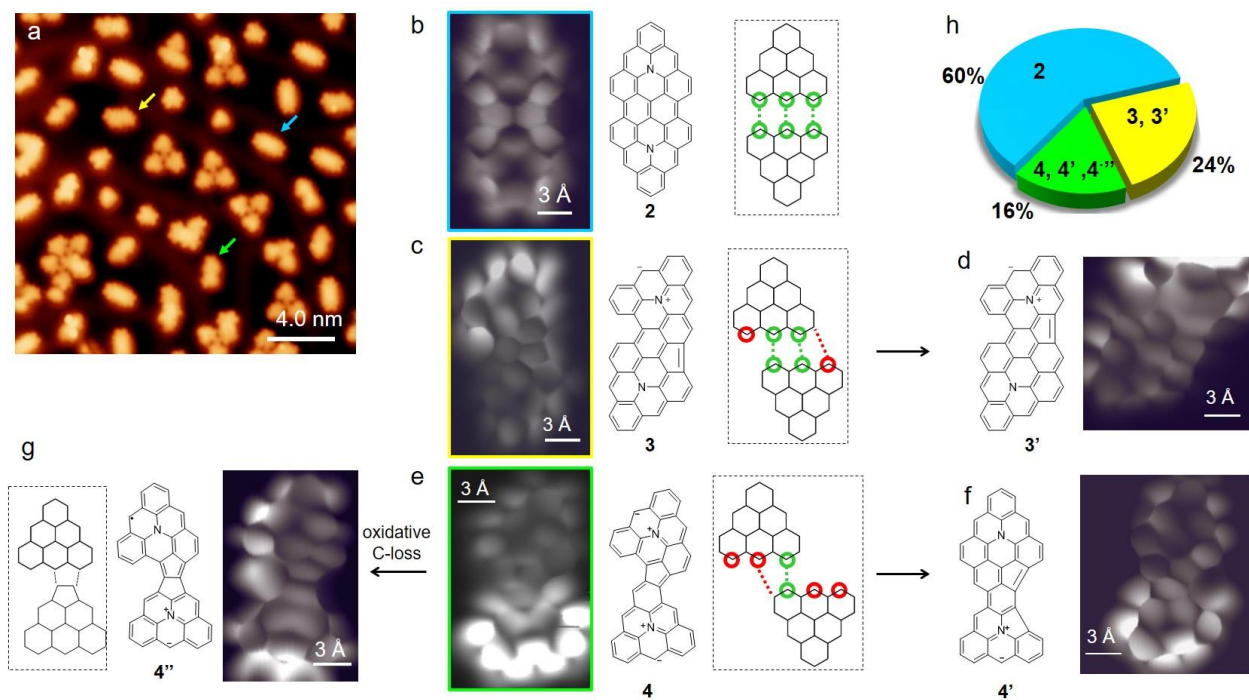 a
4.0 nm
b
3 Å
N
N
2
h
60%
2
3, 3’
4, 4’ ,4·”
24%
16%
c
3 Å
–
N
+
N
3
d
–
N
+
N
3’
3 Å
g
N
N
+
–
4”
3 Å
oxidative
C-loss
e
3 Å
–
+
N
+
N
–
4
f
N
N+
–
4’
3 Å